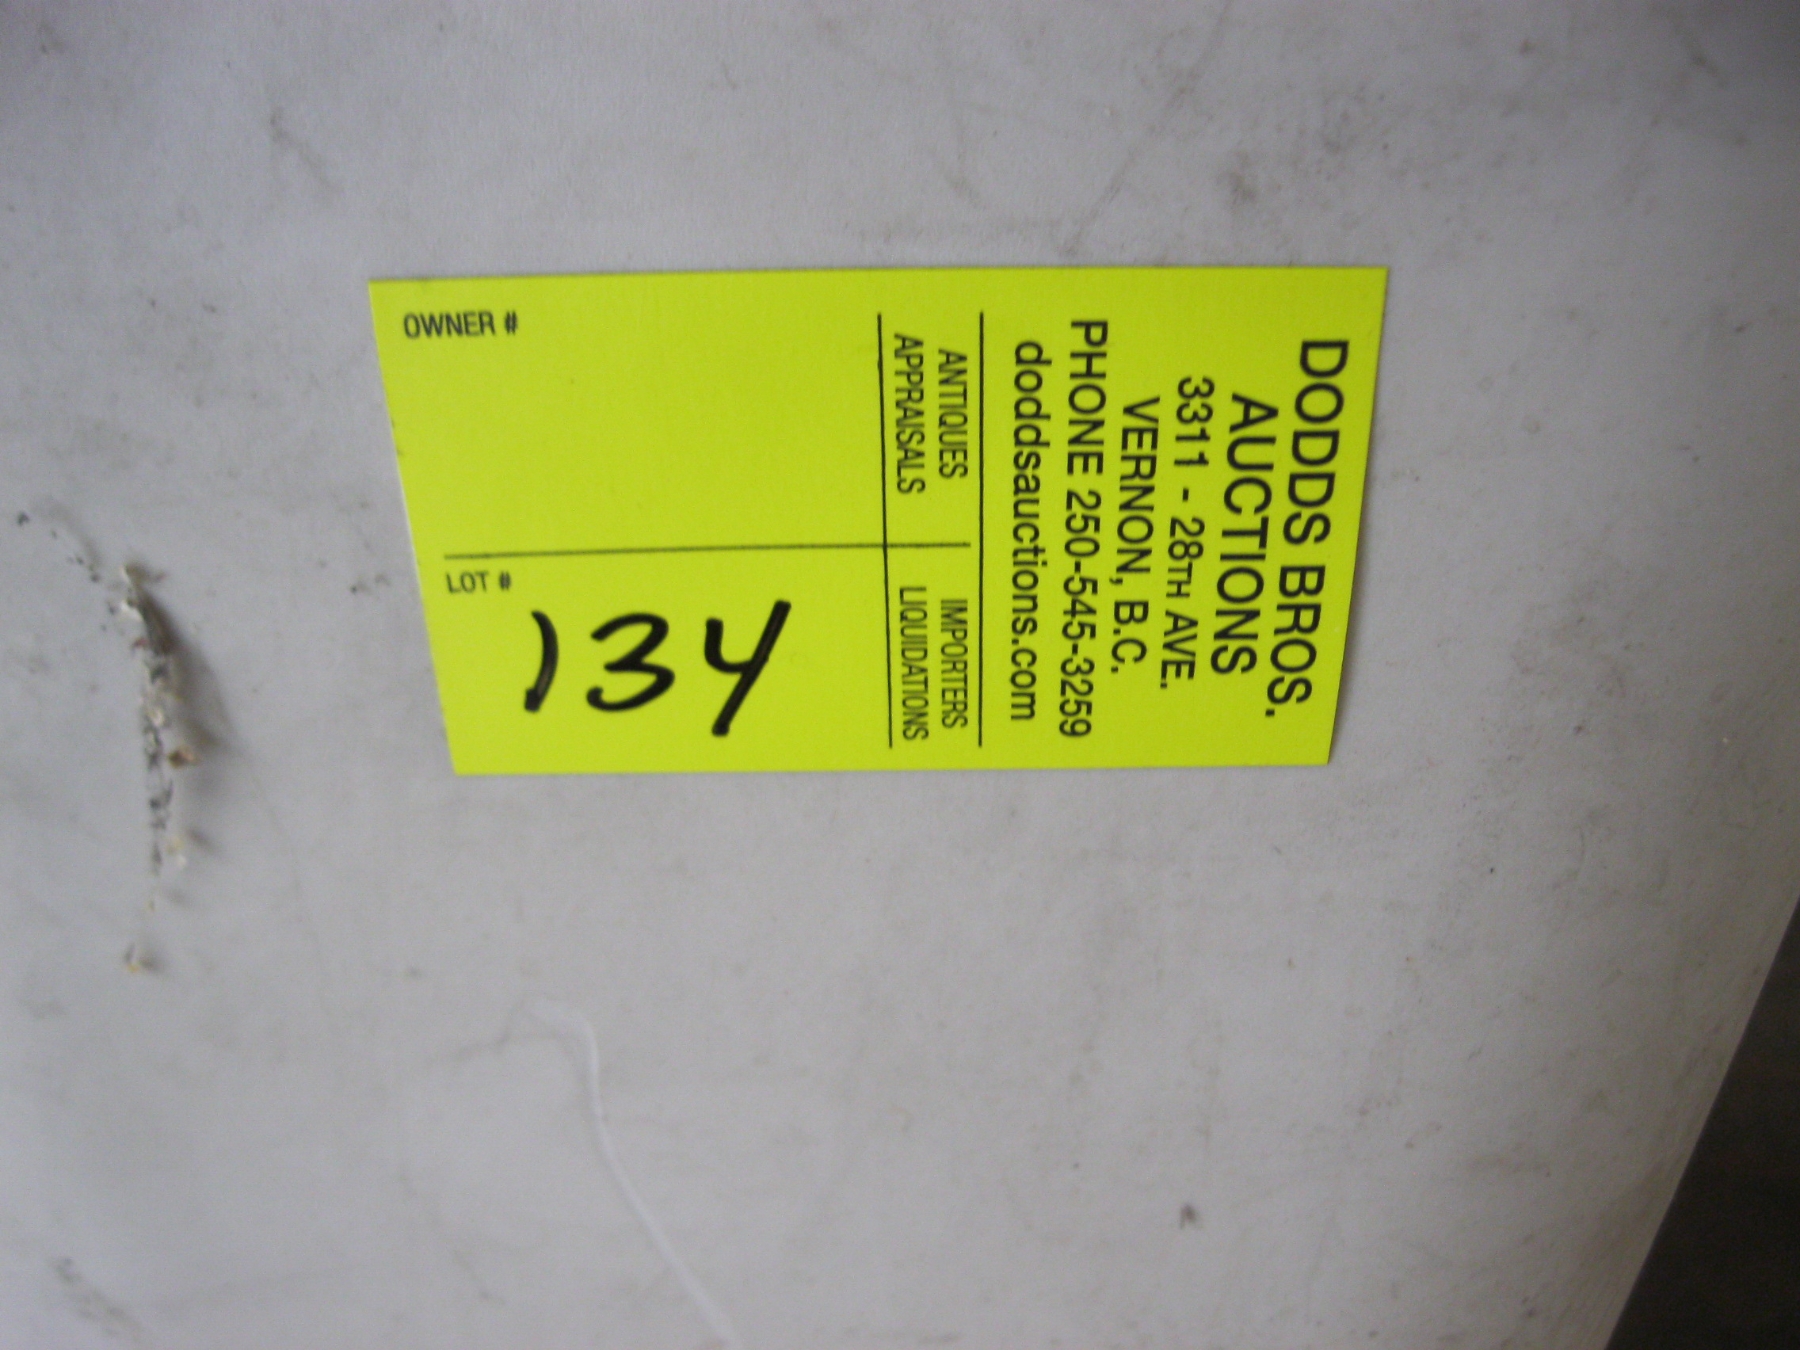 DODDS BROS.
AUCTIONS
3311 - 28TH AVE.
VERNON, B.C.
PHONE 250-545-3259
doddsauctions.com
ANTIQUES IMPORTERS
APPRAISALS LIQUIDATIONS
OWNER #
LOT #
134